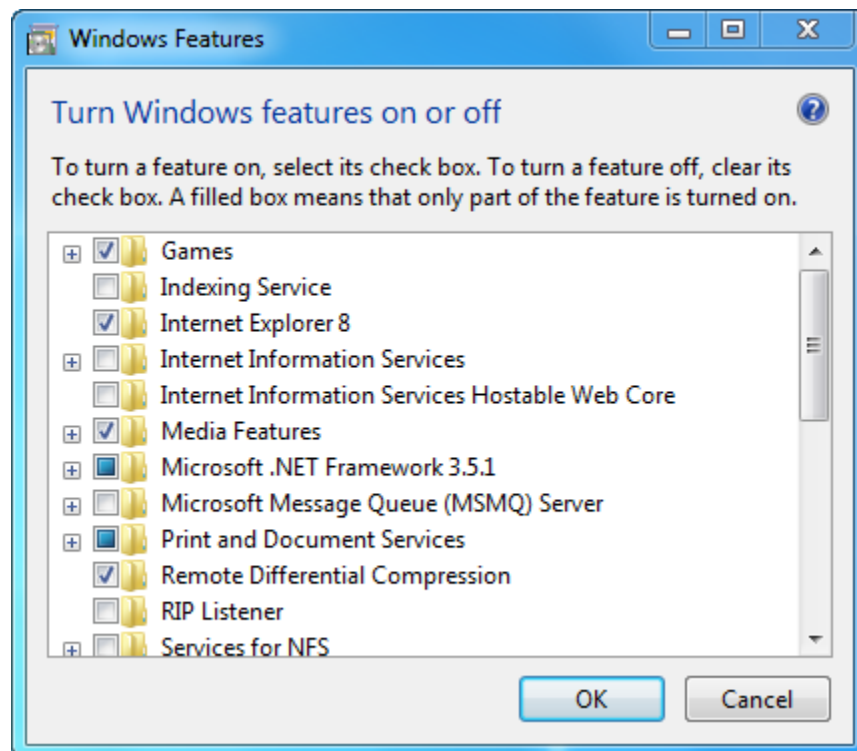 Windows Features
Turn Windows features on or off
To turn a feature on, select its check box. To turn a feature off, clear its
check box. A filled box means that only part of the feature is turned on.
Games
Indexing Service
Internet Explorer 8
Internet Information Services
Internet Information Services Hostable Web Core
Media Features
Microsoft .NET Framework 3.5.1
Microsoft Message Queue (MSMQ) Server
Print and Document Services
Remote Differential Compression
RIP Listener
Services for NFS
OK Cancel